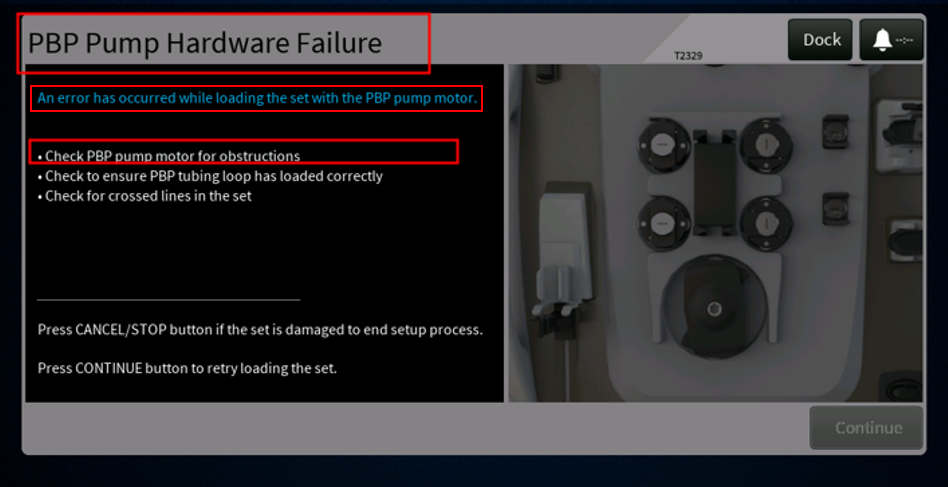 PBP Pump Hardware Failure
T2329
Dock
--:--
An error has occurred while loading the set with the PBP pump motor.
• Check PBP pump motor for obstructions
• Check to ensure PBP tubing loop has loaded correctly
• Check for crossed lines in the set
Press CANCEL/STOP button if the set is damaged to end setup process.
Press CONTINUE button to retry loading the set.
Continue